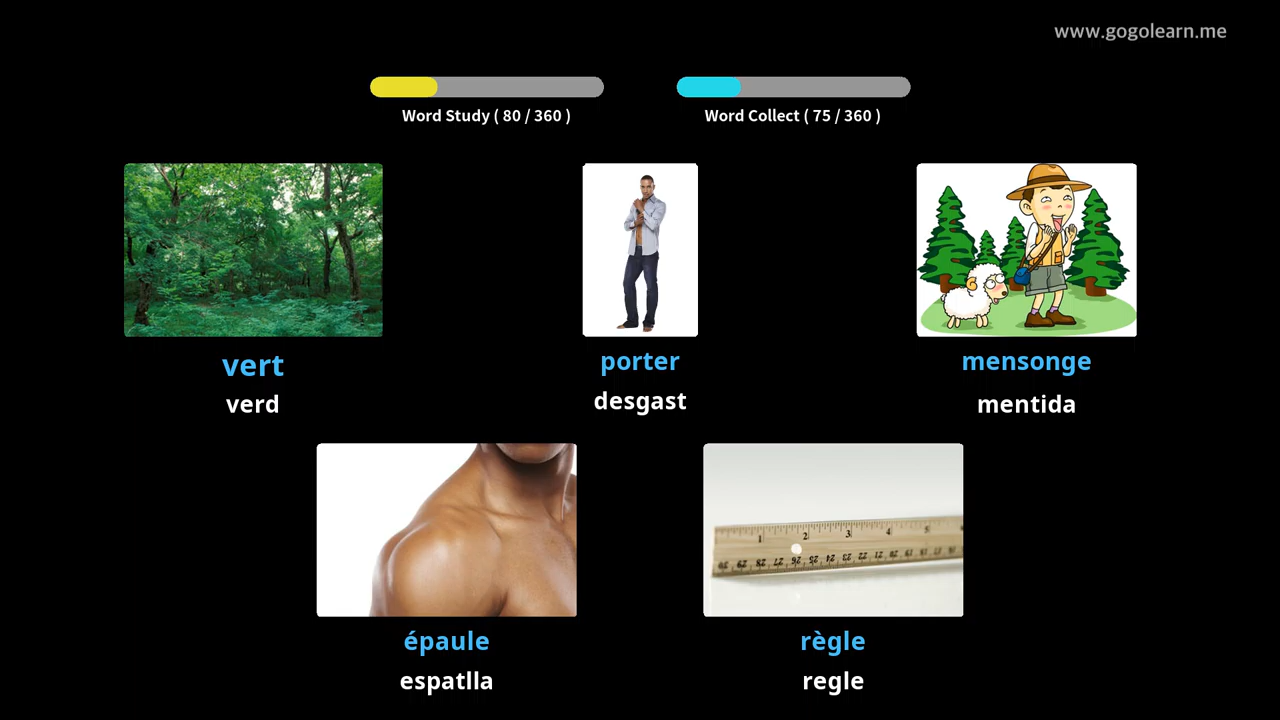 www.gogolearn.me
Word Study ( 80 / 360 )
Word Collect ( 75 / 360 )
vert
verd
porter
desgast
mensonge
mentida
épaule
espatlla
règle
regle